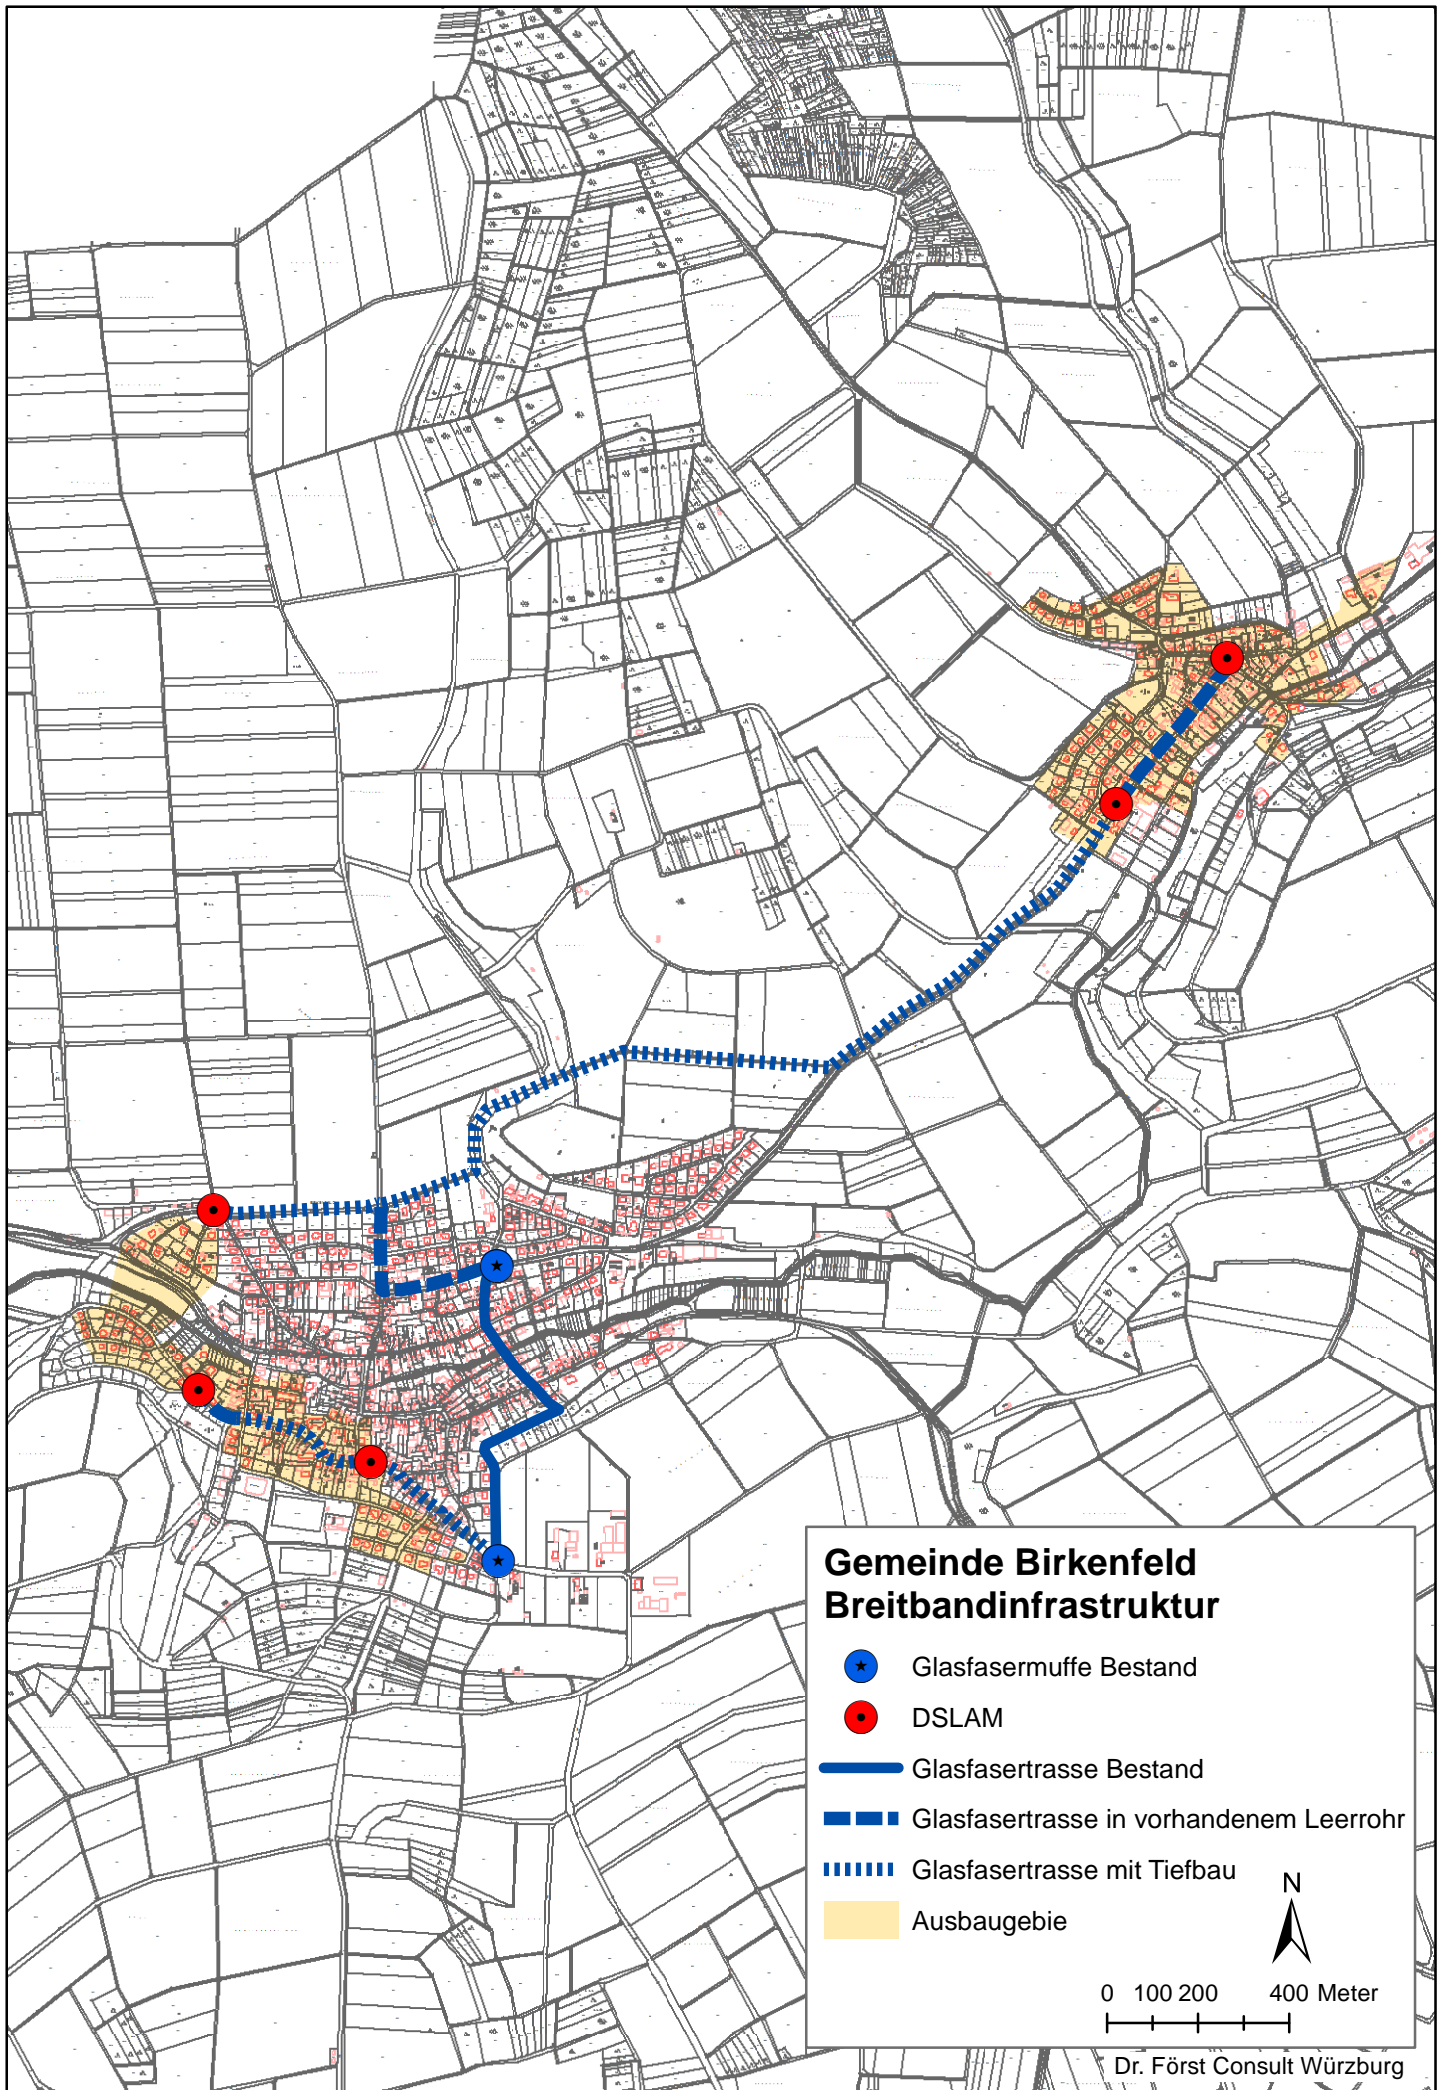 Gemeinde Birkenfeld
Breitbandinfrastruktur
Glasfasermuffe Bestand
DSLAM
Glasfasertrasse Bestand
Glasfasertrasse in vorhandenem Leerrohr
Glasfasertrasse mit Tiefbau
Ausbaugebie
N
0 100 200 400 Meter
Dr. Först Consult Würzburg